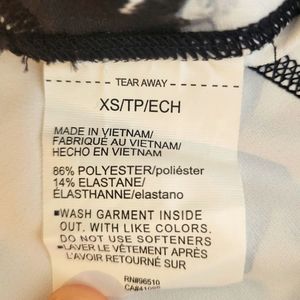 TEAR AWAY
XS/TP/ECH
MADE IN VIETNAM/
FABRIQUÉ AU VIETNAM/
HECHO EN VIETNAM
86% POLYESTER/poliéster
14% ELASTANE/
ÉLASTHANNE/elastano
■WASH GARMENT INSIDE
OUT. WITH LIKE COLORS.
DO NOT USE SOFTENERS
■LAVER LE VÊTEMENT APRÈS
L'AVOIR RETOURNÉ SUR
RN#96510